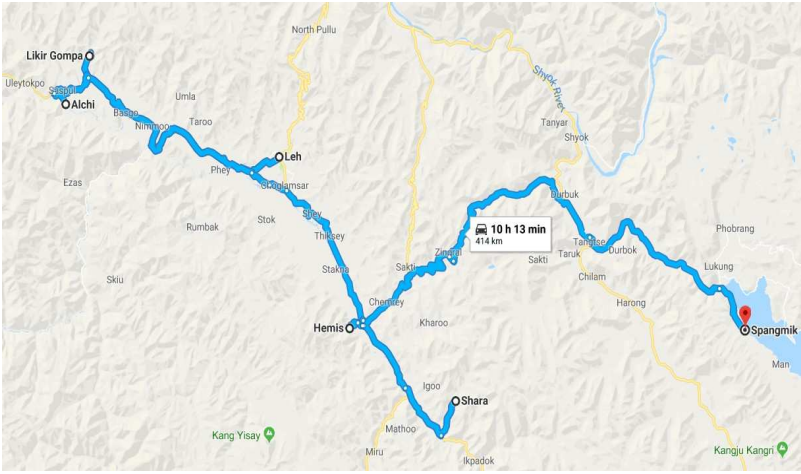 North Pullu
Likir Gompa
Uleytokpo
Saspul
Alchi
Umla
Basgo
Nimmoo
Taroo
Shyok River
Tanyar
Shyok
Leh
Phey
Choglamsar
Ezas
Durbuk
Rumbak
Stok
Shey
Thiksey
10 h 13 min
414 km
Phobrang
Tangtse
Durbok
Zingral
Sakti
Taruk
Sakti
Stakna
Lukung
Skiu
Chilam
Chemrey
Harong
Hemis
Kharoo
Spangmik
Man
Igoo
Shara
Mathoo
Kang Yisay
Miru
Ikpadok
Kangju Kangri